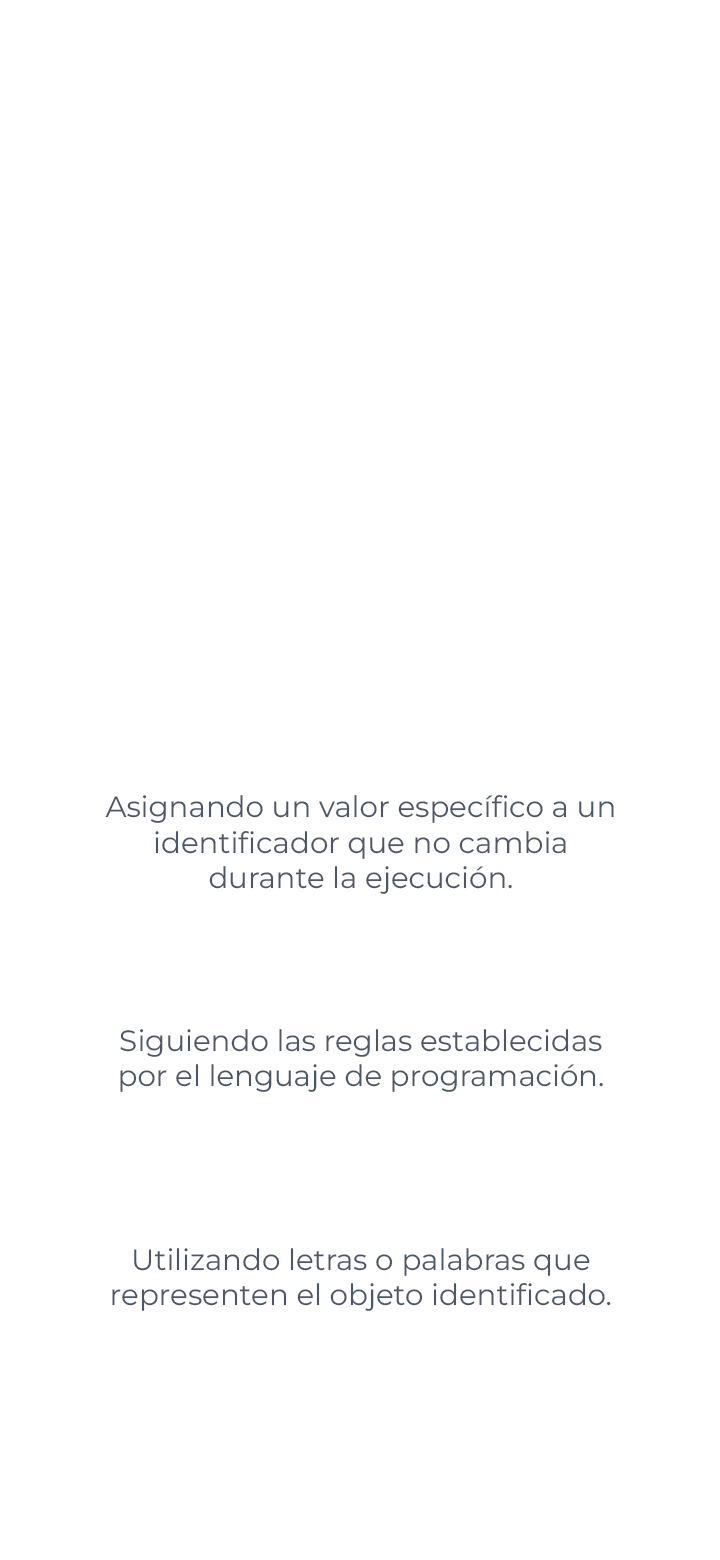 Asignando un valor específico a un
identificador que no cambia
durante la ejecución.
Siguiendo las reglas establecidas
por el lenguaje de programación.
Utilizando letras o palabras que
representen el objeto identificado.